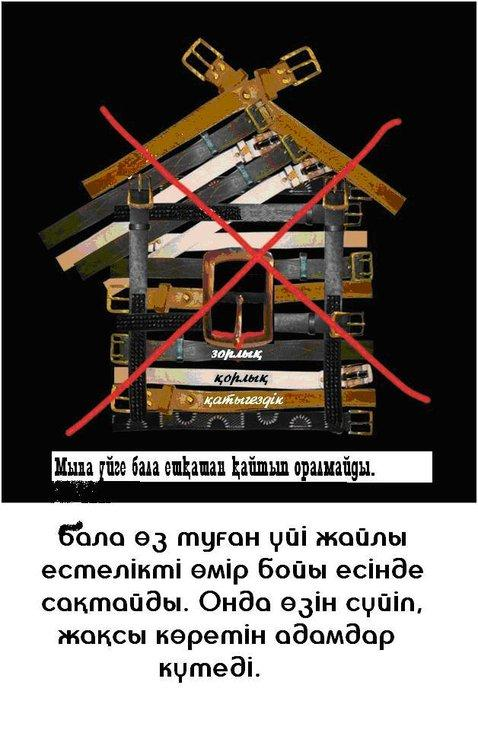 зорлық
қорлық
қатыгездік
Мына үйге бала ешқашан қайтып оралмайды.
бала өз туған үйі жайлы
естелікті өмір бойы есінде
сақтайды. Онда өзін сүйіп,
жақсы көретін адамдар
күтеді.